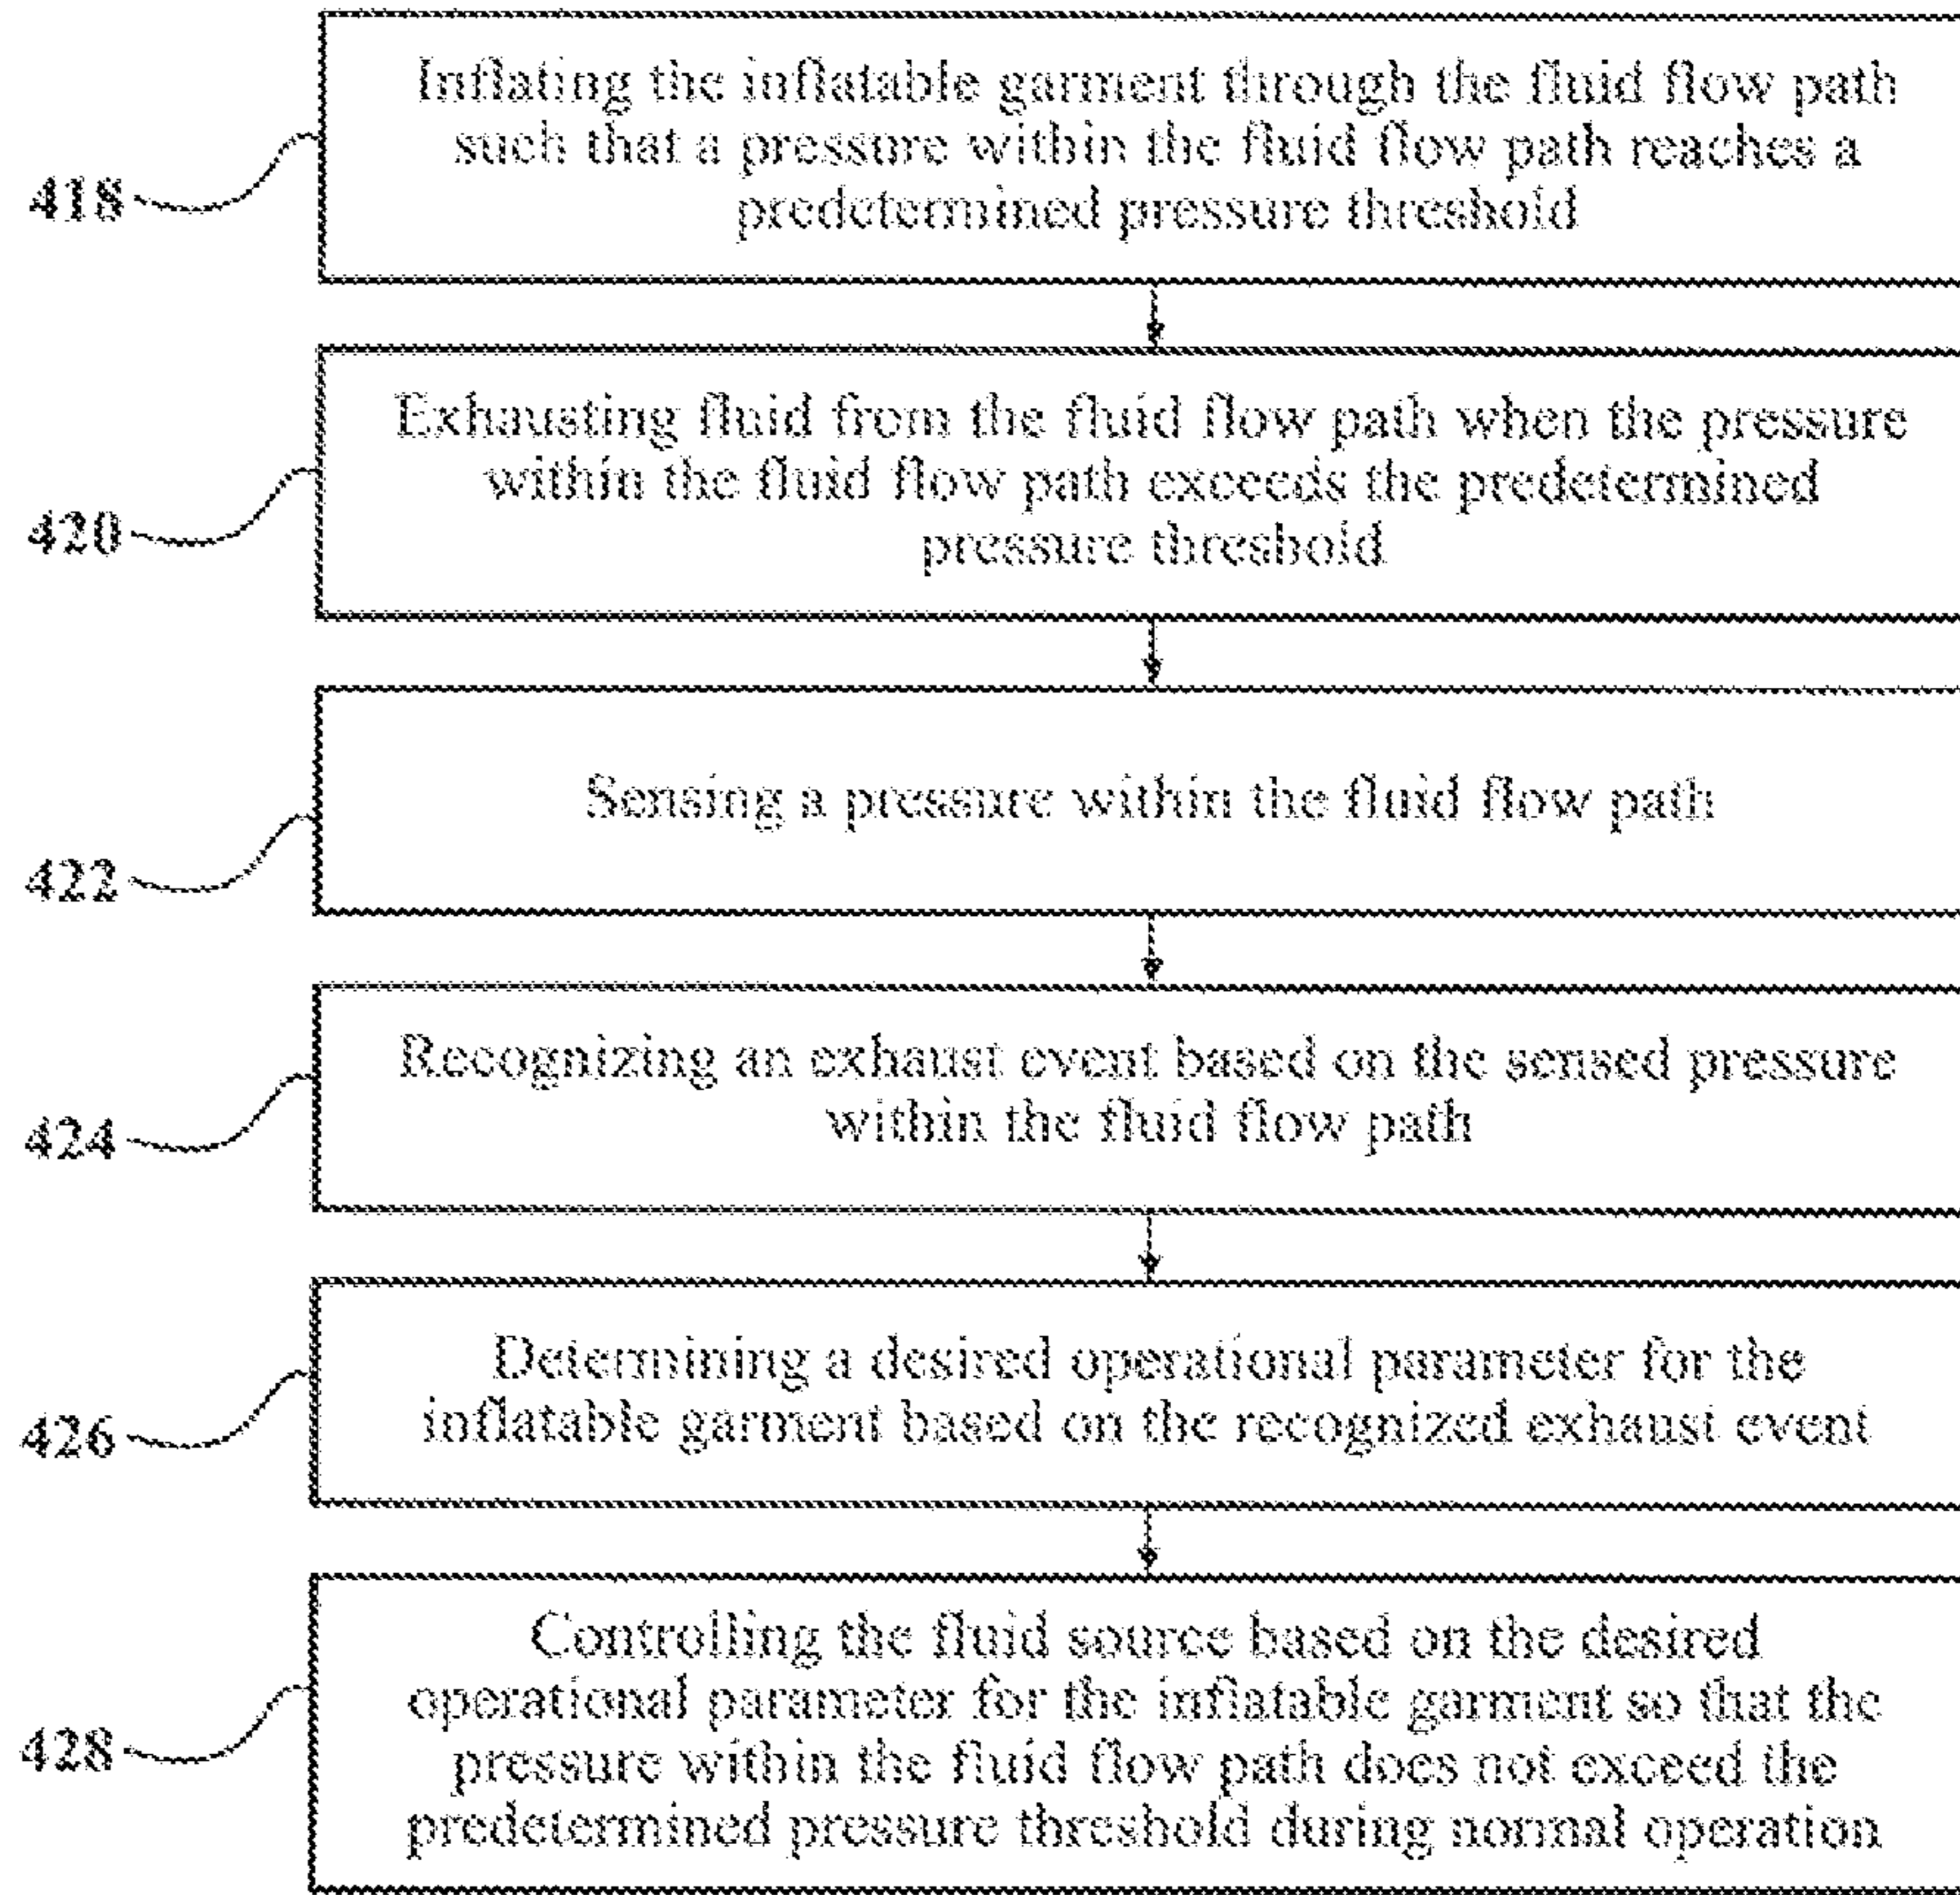 Inflating the inflatable garment through the fluid flow path
such that a pressure within the fluid flow path reaches a
predetermined pressure threshold
418
Exhausting fluid from the fluid flow path when the pressure
within the fluid flow path exceeds the predetermined
pressure threshold
420
Sensing a pressure within the fluid flow path
422
Recognizing an exhaust event based on the sensed pressure
within the fluid flow path
424
Determining a desired operational parameter for the
inflatable garment based on the recognized exhaust event
426
Controlling the fluid source based on the desired
operational parameter for the inflatable garment so that the
pressure within the fluid flow path does not exceed the
predetermined pressure threshold during normal operation
428